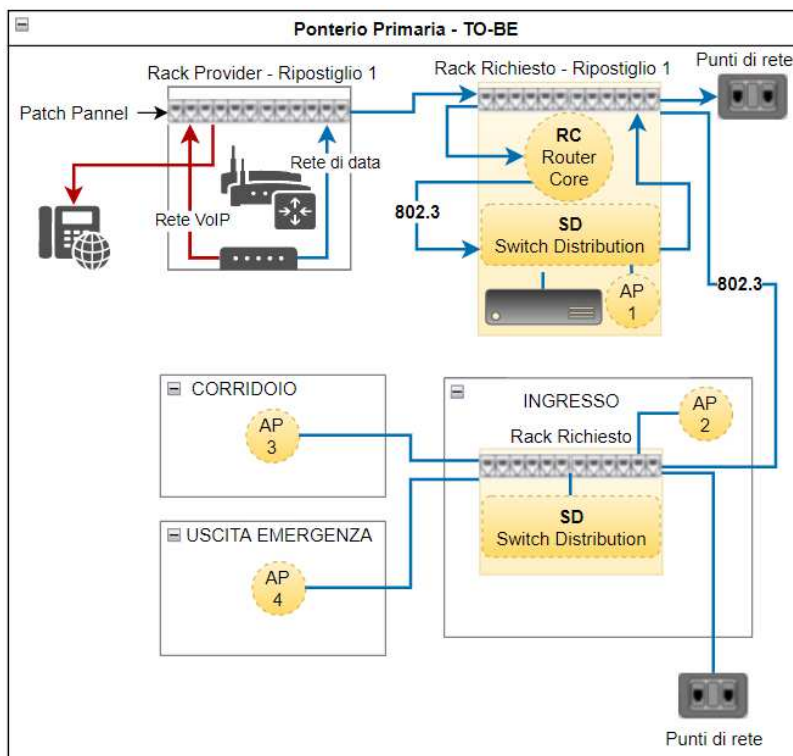 Ponterio Primaria - TO-BE
Rack Provider - Ripostiglio 1
Rack Richiesto - Ripostiglio 1
Punti di rete
Patch Pannel
Rete di data
Rete VoIP
RC
Router
Core
802.3
SD
Switch Distribution
AP
1
802.3
CORRIDOIO
AP
3
INGRESSO
AP
2
Rack Richiesto
SD
Switch Distribution
USCITA EMERGENZA
AP
4
Punti di rete